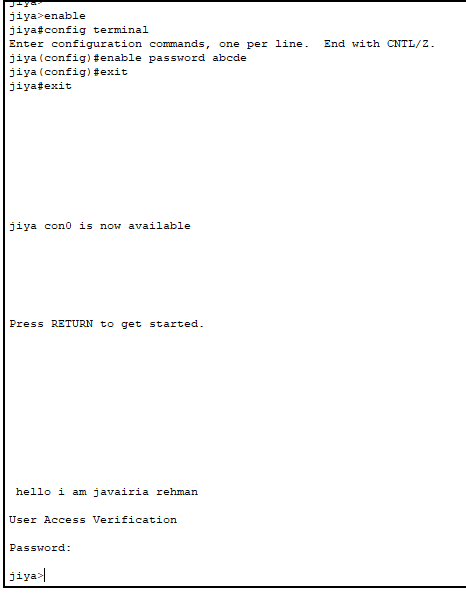 jiya>
jiya>enable
jiya#config terminal
Enter configuration commands, one per line.  End with CNTL/Z.
jiya(config)#enable password abcde
jiya(config)#exit
jiya#exit
jiya con0 is now available
Press RETURN to get started.
hello i am javairia rehman
User Access Verification
Password:
jiya>